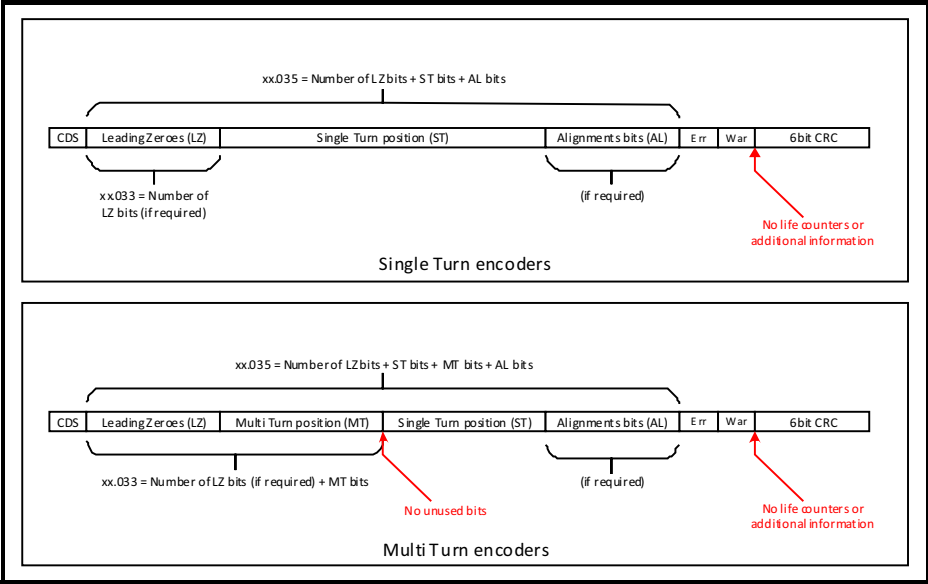 xx.035 = Number of LZ bits + ST bits + AL bits
CDS Leading Zeroes (LZ) Single Turn position (ST) Alignments bits (AL) Err War 6bit CRC
xx.033 = Number of
LZ bits (if required)
(if required)
No life counters or
additional information
Single Turn encoders
xx.035 = Number of LZ bits + ST bits + MT bits + AL bits
CDS Leading Zeroes (LZ) Multi Turn position (MT) Single Turn position (ST) Alignments bits (AL) Err War 6bit CRC
xx.033 = Number of LZ bits (if required) + MT bits
(if required)
No unused bits
No life counters or
additional information
Multi Turn encoders